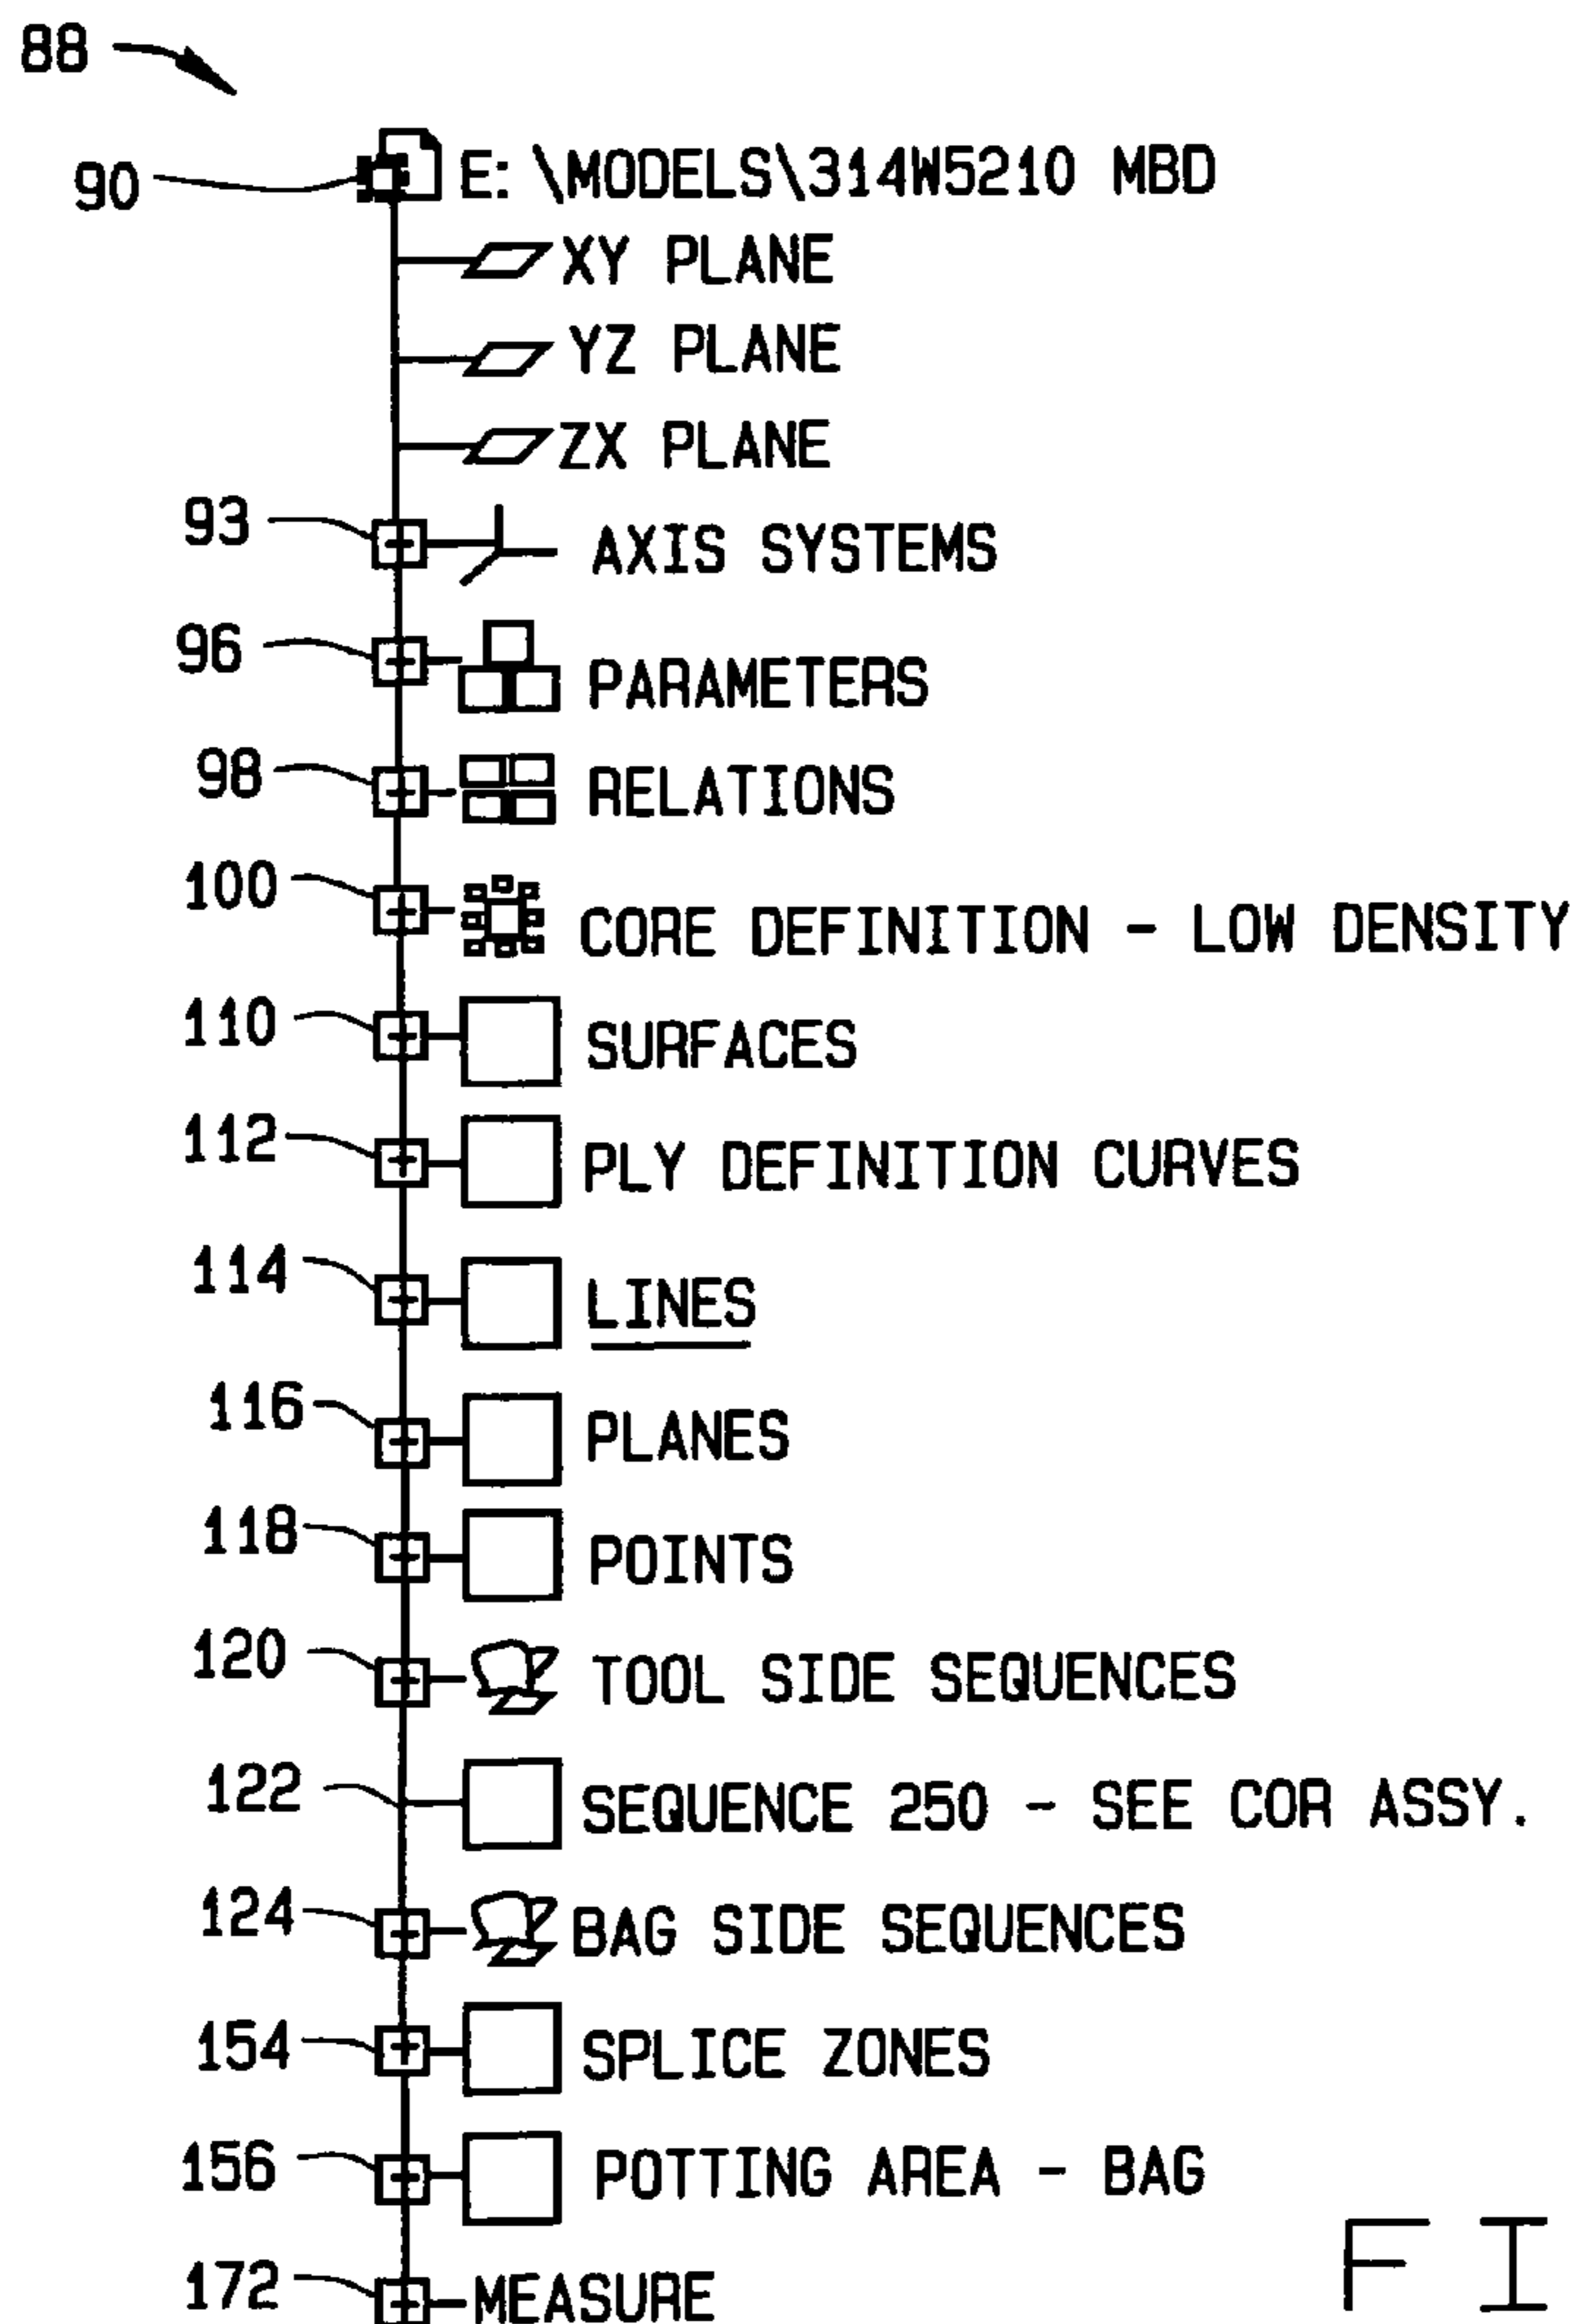 88
90 E:\MODELS\314W5210 MBD
XY PLANE
YZ PLANE
ZX PLANE
93 AXIS SYSTEMS
96 PARAMETERS
98 RELATIONS
100 CORE DEFINITION - LOW DENSITY
110 SURFACES
112 PLY DEFINITION CURVES
114 LINES
116 PLANES
118 POINTS
120 TOOL SIDE SEQUENCES
122 SEQUENCE 250 - SEE COR ASSY.
124 BAG SIDE SEQUENCES
154 SPLICE ZONES
156 POTTING AREA - BAG
172 MEASURE
FI